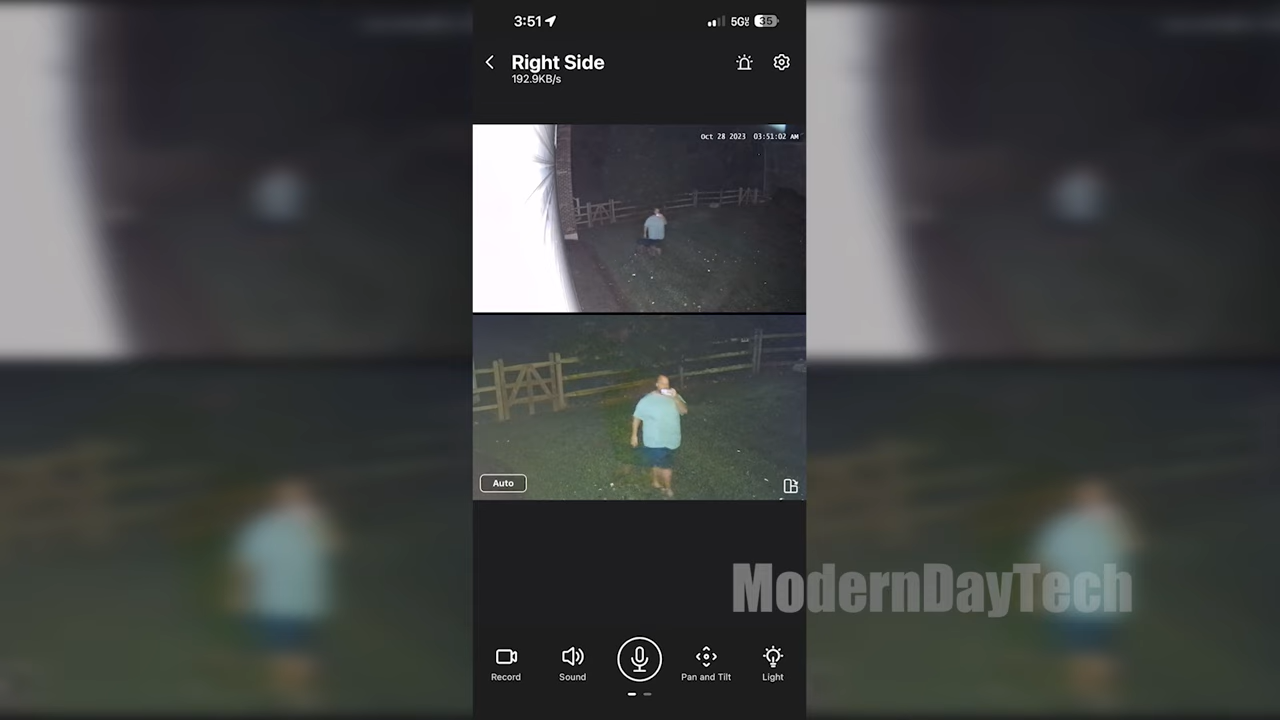 3:51
5G
35
Right Side
192.9KB/s
Oct 28 2023 03:51:02 AM
Auto
ModernDayTech
Record
Sound
Pan and Tilt
Light